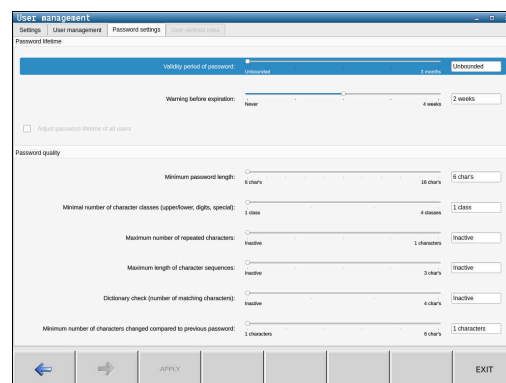 User management
Settings User management Password settings User-defined roles
Password lifetime
Validity period of password: Unbounded 3 months Unbounded
Warning before expiration: Never 4 weeks 2 weeks
Adjust password lifetime of all users
Password quality
Minimum password length: 6 char's 16 char's 6 char's
Minimal number of character classes (upper/lower, digits, special): 1 class 4 classes 1 class
Maximum number of repeated characters: Inactive 1 characters Inactive
Maximum length of character sequences: Inactive 3 char's Inactive
Dictionary check (number of matching characters): Inactive 4 char's Inactive
Minimum number of characters changed compared to previous password: 1 characters 6 char's 1 characters
APPLY EXIT